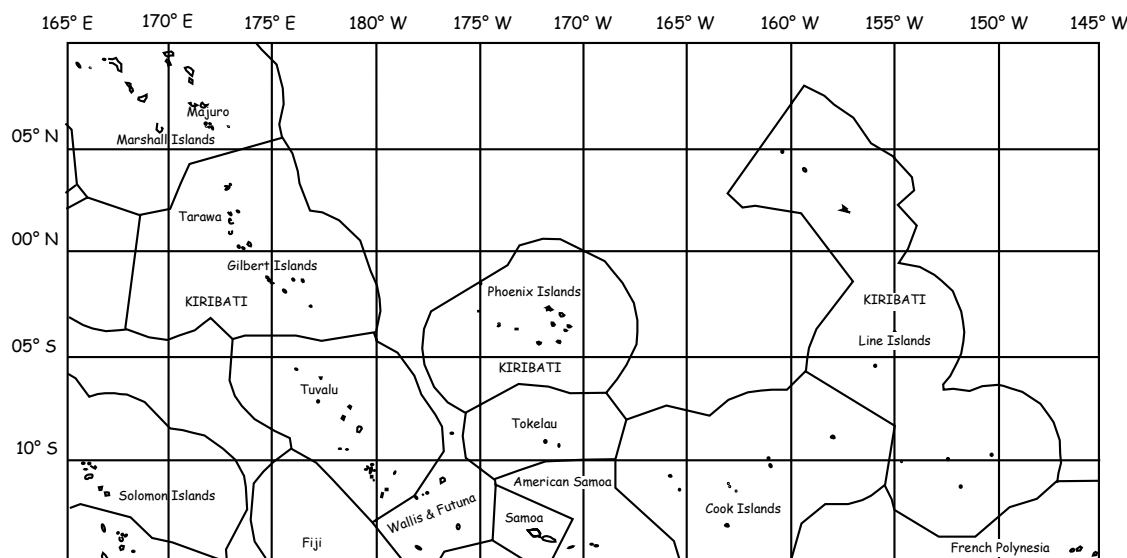 165° E 170° E 175° E 180° W 175° W 170° W 165° W 160° W 155° W 150° W 145° W
Majuro
05° N
Marshall Islands
Tarawa
00° N
Gilbert Islands
Phoenix Islands
KIRIBATI
KIRIBATI
Line Islands
05° S
KIRIBATI
Tuvalu
Tokelau
10° S
American Samoa
Solomon Islands
Wallis & Futuna
Cook Islands
Samoa
Fiji
French Polynesia